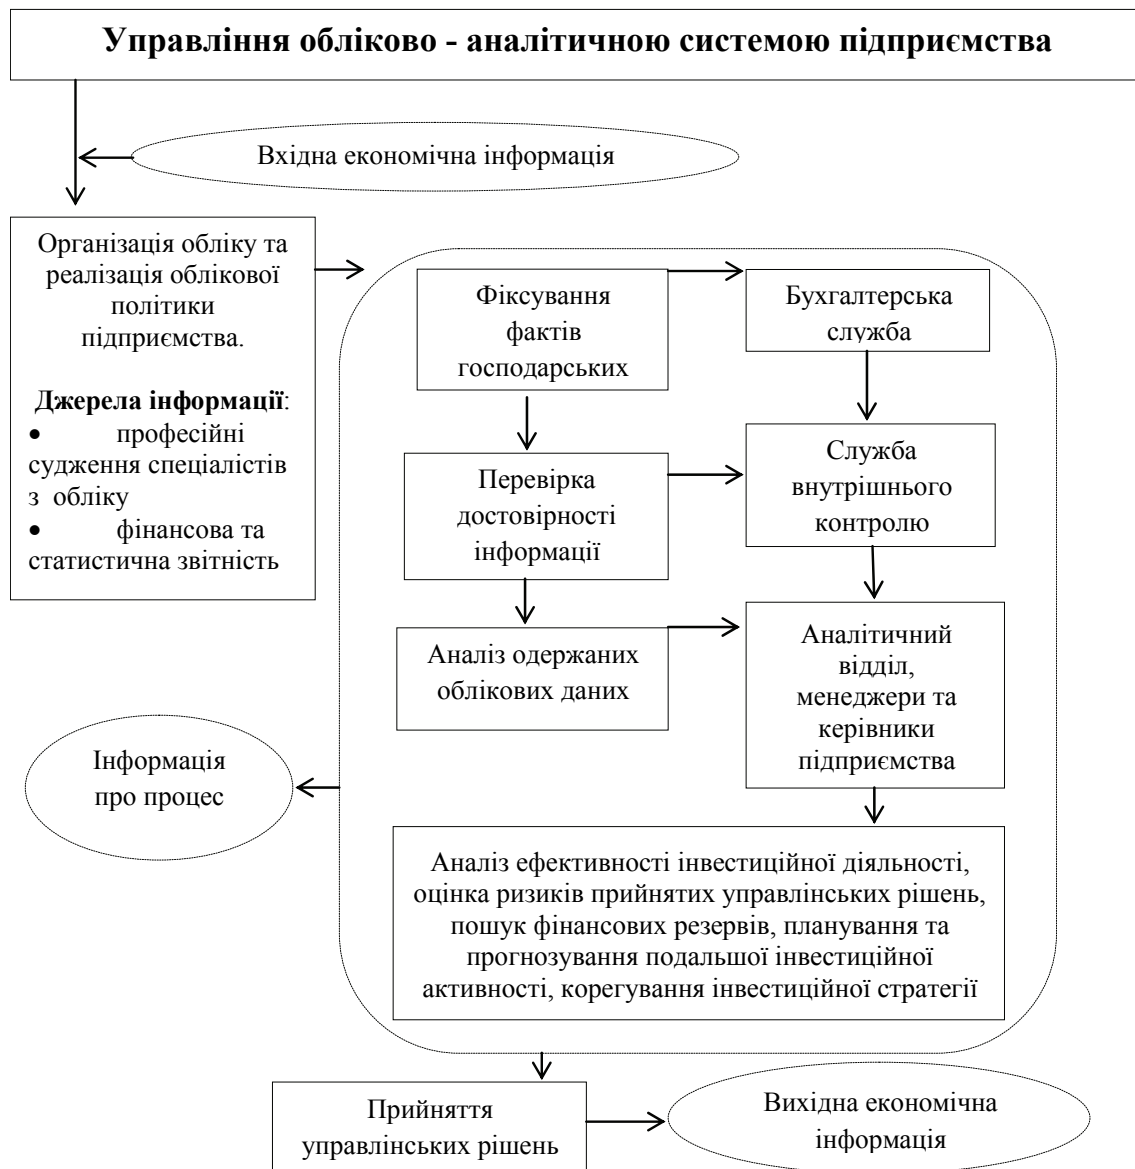 Управління обліково - аналітичною системою підприємства
Вхідна економічна інформація
Організація обліку та
реалізація облікової
політики
підприємства.
Джерела інформації:
• професійні
судження спеціалістів
з обліку
• фінансова та
статистична звітність
Фіксування
фактів
господарських
Бухгалтерська
служба
Перевірка
достовірності
інформації
Служба
внутрішнього
контролю
Аналіз одержаних
облікових даних
Аналітичний
відділ,
менеджери та
керівники
підприємства
Інформація
про процес
Аналіз ефективності інвестиційної діяльності,
оцінка ризиків прийнятих управлінських рішень,
пошук фінансових резервів, планування та
прогнозування подальшої інвестиційної
активності, корегування інвестиційної стратегії
Прийняття
управлінських рішень
Вихідна економічна
інформація